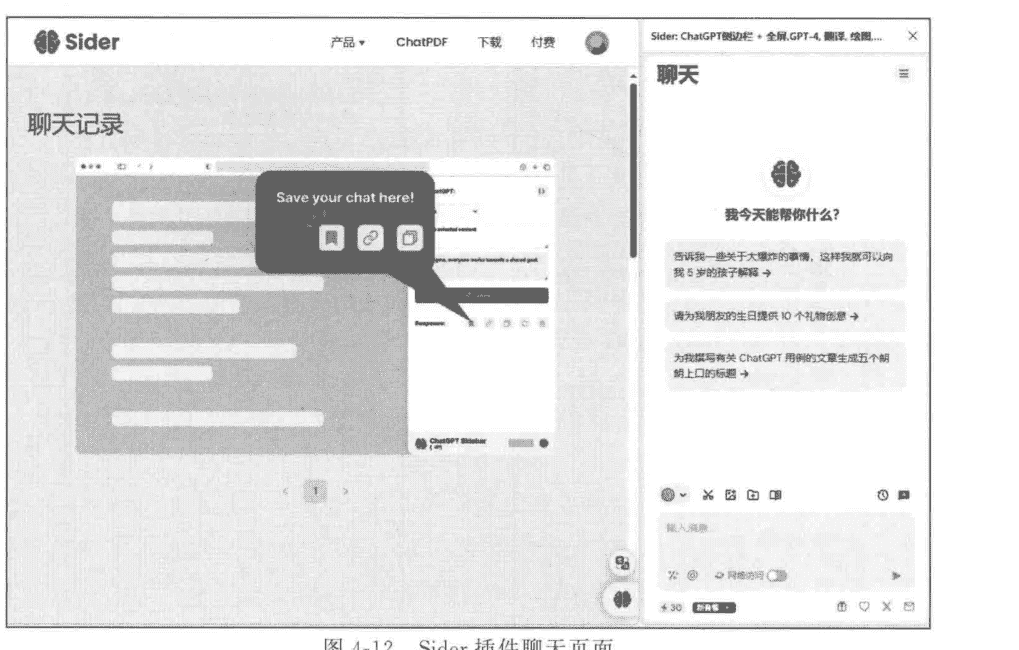 Sider
产品 ChatPDF 下载 付费
聊天记录
Save your chat here!
Response:
ChatGPT Sidebar
1
Sider: ChatGPT侧边栏 + 全屏,GPT-4, 翻译, 绘图,...
聊天
我今天能帮你什么?
告诉我一些关于大爆炸的事情,这样我就可以向
我 5 岁的孩子解释 →
请为我朋友的生日提供 10 个礼物创意 →
为我撰写有关 ChatGPT 用例的文章生成五个朗
朗上口的标题 →
输入消息
网络访问
30
图 4-12 Sider 插件聊天页面